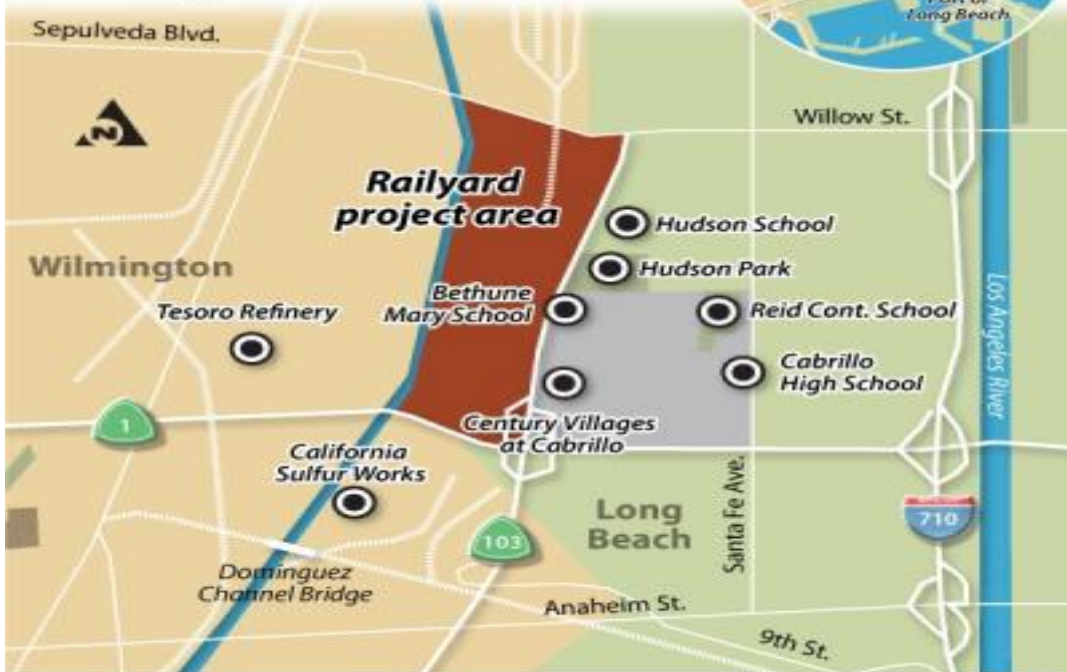 Part of
Long Beach
Sepulveda Blvd.
Willow St.
N
Railyard
project area
Hudson School
Wilmington
Hudson Park
Bethune
Mary School
Tesoro Refinery
Reid Cont. School
Los Angeles River
Cabrillo
High School
1
Century Villages
at Cabrillo
California
Sulfur Works
Santa Fe Ave.
Long
Beach
710
103
Dominguez
Channel Bridge
Anaheim St.
9th St.